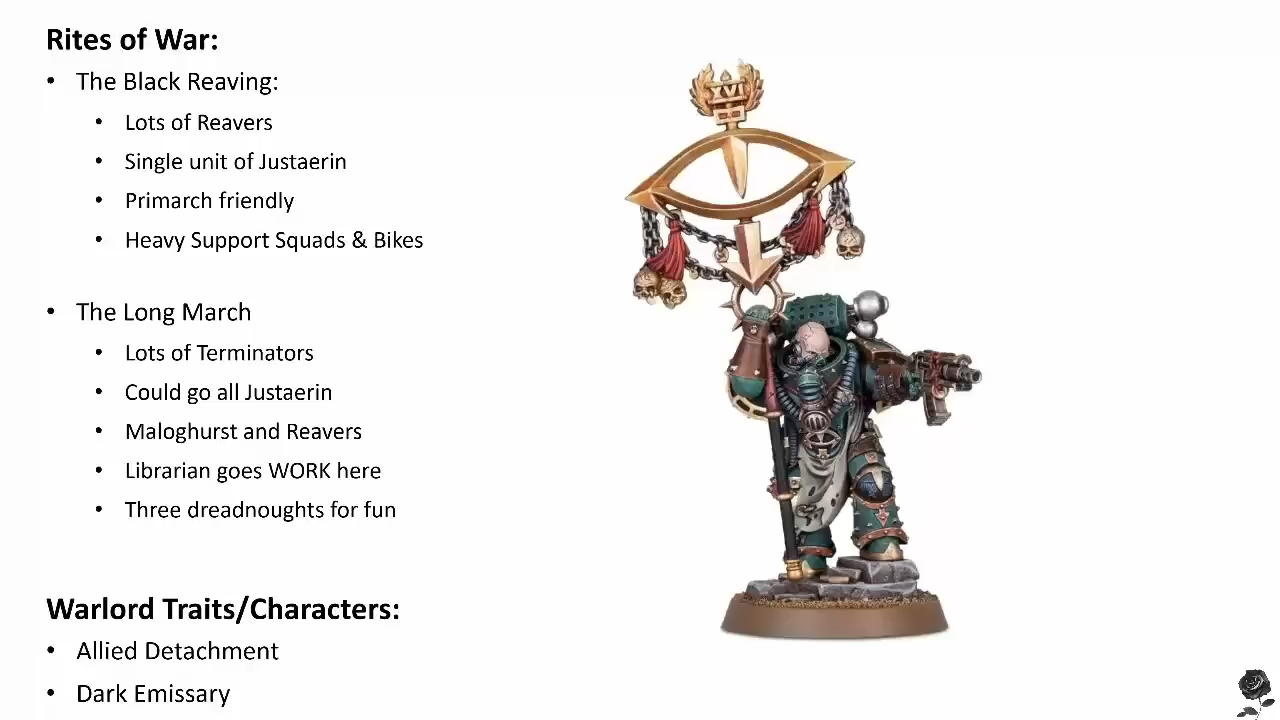 Rites of War:
• The Black Reaving:
• Lots of Reavers
• Single unit of Justaerin
• Primarch friendly
• Heavy Support Squads & Bikes
• The Long March
• Lots of Terminators
• Could go all Justaerin
• Maloghurst and Reavers
• Librarian goes WORK here
• Three dreadnoughts for fun
Warlord Traits/Characters:
• Allied Detachment
• Dark Emissary
XVI